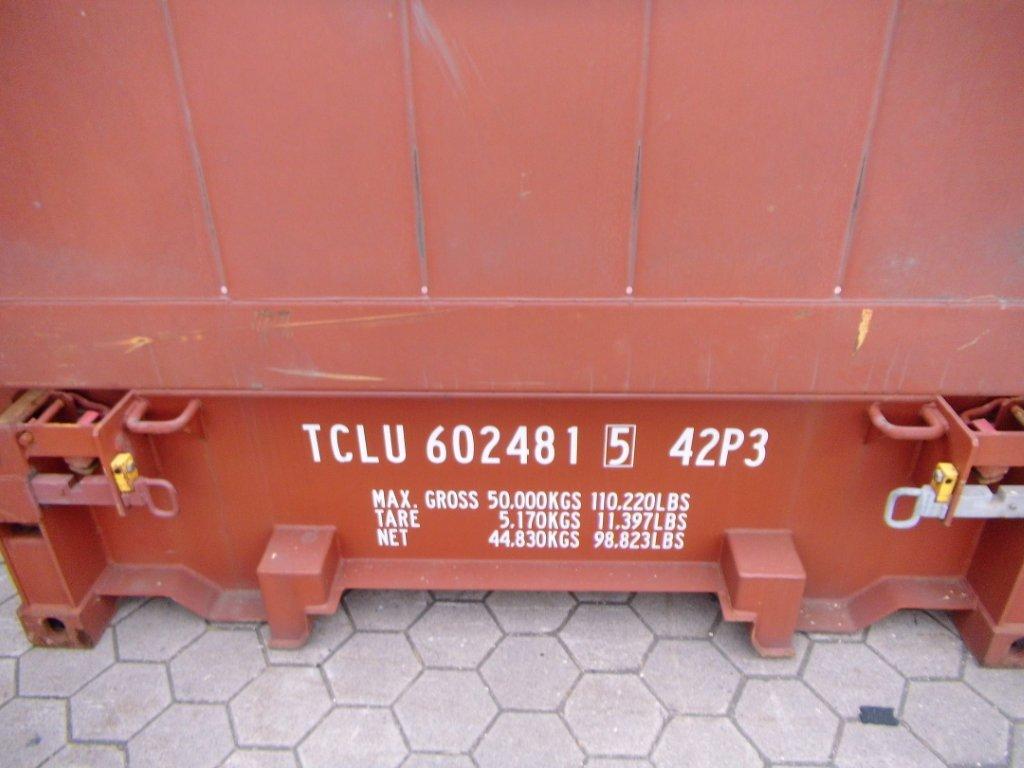 TCLU 602481 5 42P3
MAX. GROSS 50.000KGS 110.220LBS
TARE 5.170KGS 11.397LBS
NET 44.830KGS 98.823LBS